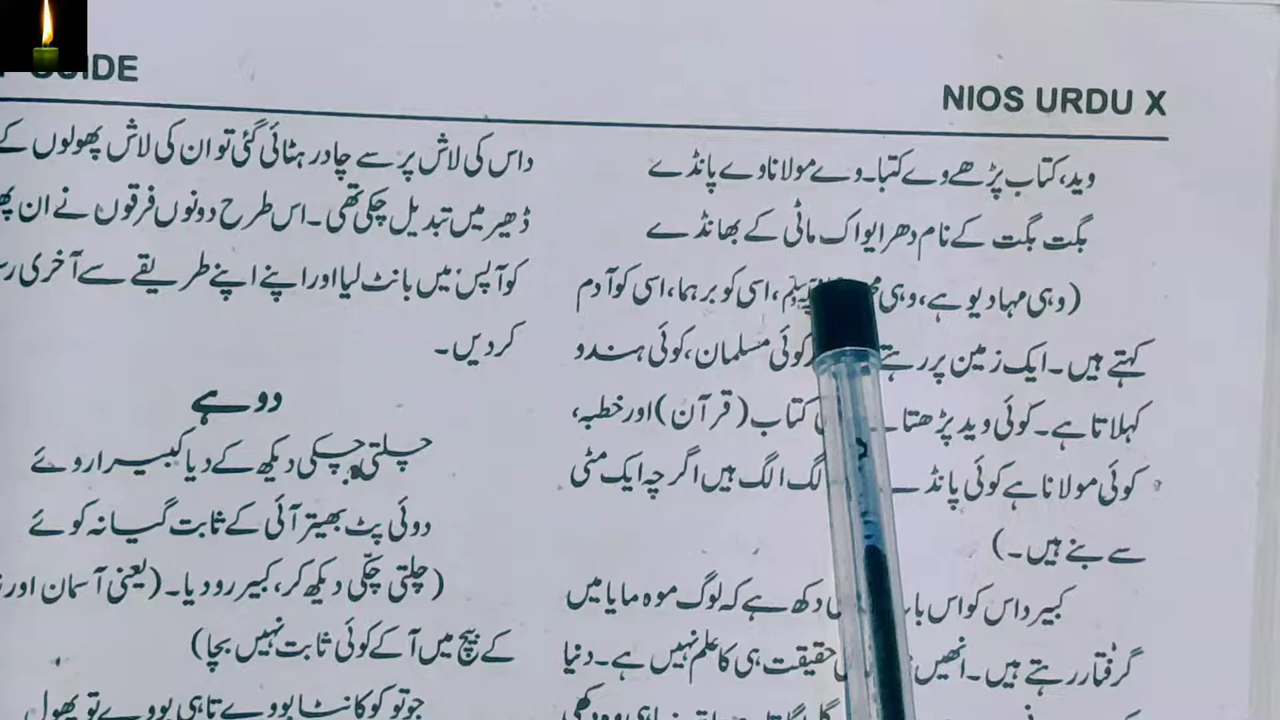 GUIDE
NIOS URDU X
وید، کتاب پڑھے وے کتبا۔ وے مولانا وے پانڈے
بگت بگت کے نام دھرایو اک ماٹی کے بھانڈے
(وہی مہادیو ہے، وہی ، اسی کو برہما، اسی کو آدم
کہتے ہیں۔ ایک زمین پر رہتے کوئی مسلمان، کوئی ہندو
کہلاتا ہے۔ کوئی وید پڑھتا کتاب (قرآن) اور خطبہ،
کوئی مولانا ہے کوئی پانڈے الگ ہیں اگر چہ ایک مٹی
سے بنے ہیں۔)
کبیر داس کو اس دکھ ہے کہ لوگ موہ مایا میں
گرفتار رہتے ہیں۔ انھیں حقیقت ہی کا علم نہیں ہے۔ دنیا
داس کی لاش پر سے چادر ہٹائی گئی تو ان کی لاش پھولوں کے
ڈھیر میں تبدیل چکی تھی۔ اس طرح دونوں فرقوں نے ان
کو آپس میں بانٹ لیا اور اپنے اپنے طریقے سے آخری
کر دیں۔
دوہے
چلتی چکی دیکھ کے دیا کبیرا روئے
دوئی پٹ بھیتر آئی کے ثابت گیا نہ کوئے
(چلتی چکّی دیکھ کر، کبیر رو دیا۔ (یعنی آسمان اور
کے بیچ میں آ کے کوئی ثابت نہیں بچا)
جو تو کو کانٹا بووے تاہی بووے تو پھول